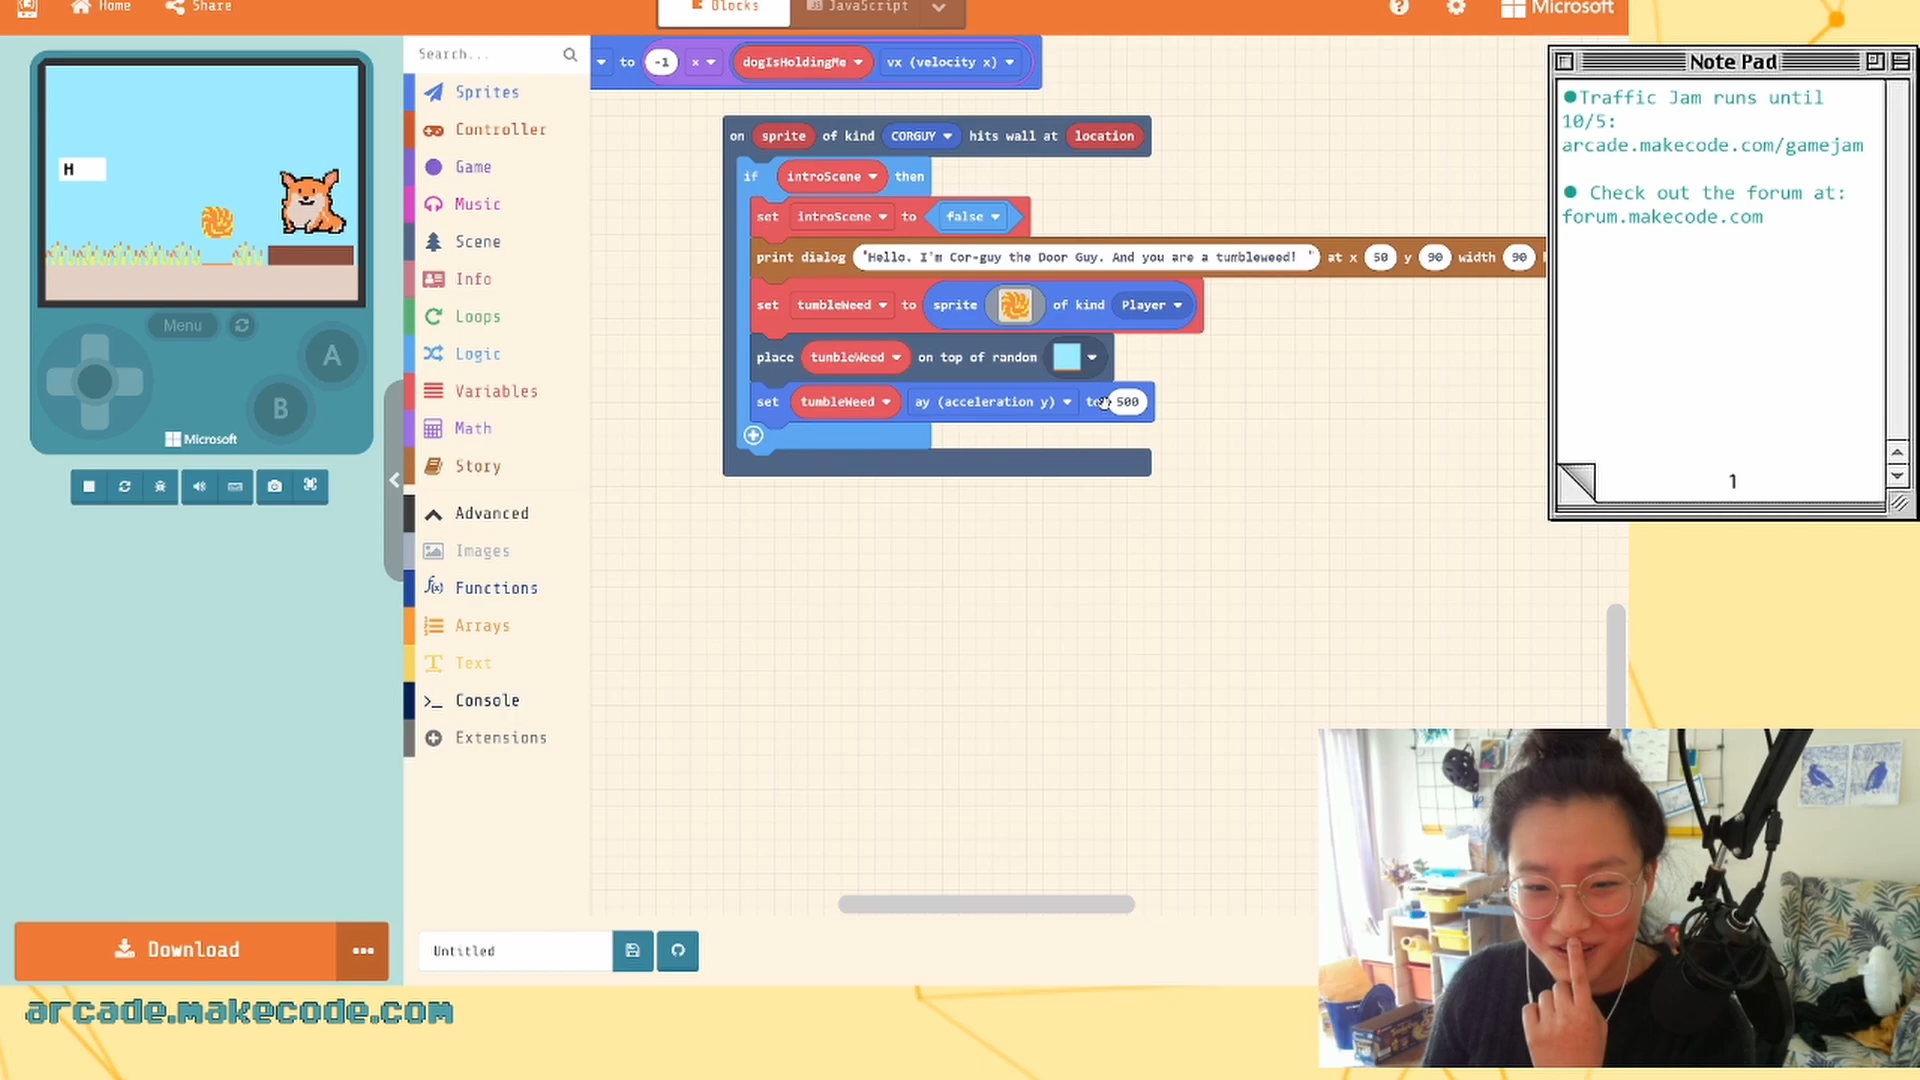 Home
Share
Blocks
JavaScript
Microsoft
H
Menu
A
B
Microsoft
Download
Search...
Sprites
Controller
Game
Music
Scene
Info
Loops
Logic
Variables
Math
Story
Advanced
Images
Functions
Arrays
Text
Console
Extensions
to -1 x dogIsHoldingMe vx (velocity x)
on sprite of kind CORGUY hits wall at location
if introScene then
set introScene to false
print dialog "Hello. I'm Cor-guy the Door Guy. And you are a tumbleweed! " at x 50 y 90 width 90
set tumbleWeed to sprite of kind Player
place tumbleWeed on top of random
set tumbleWeed ay (acceleration y) to 500
Untitled
Note Pad
●Traffic Jam runs until
10/5:
arcade.makecode.com/gamejam
● Check out the forum at:
forum.makecode.com
1
arcade.makecode.com